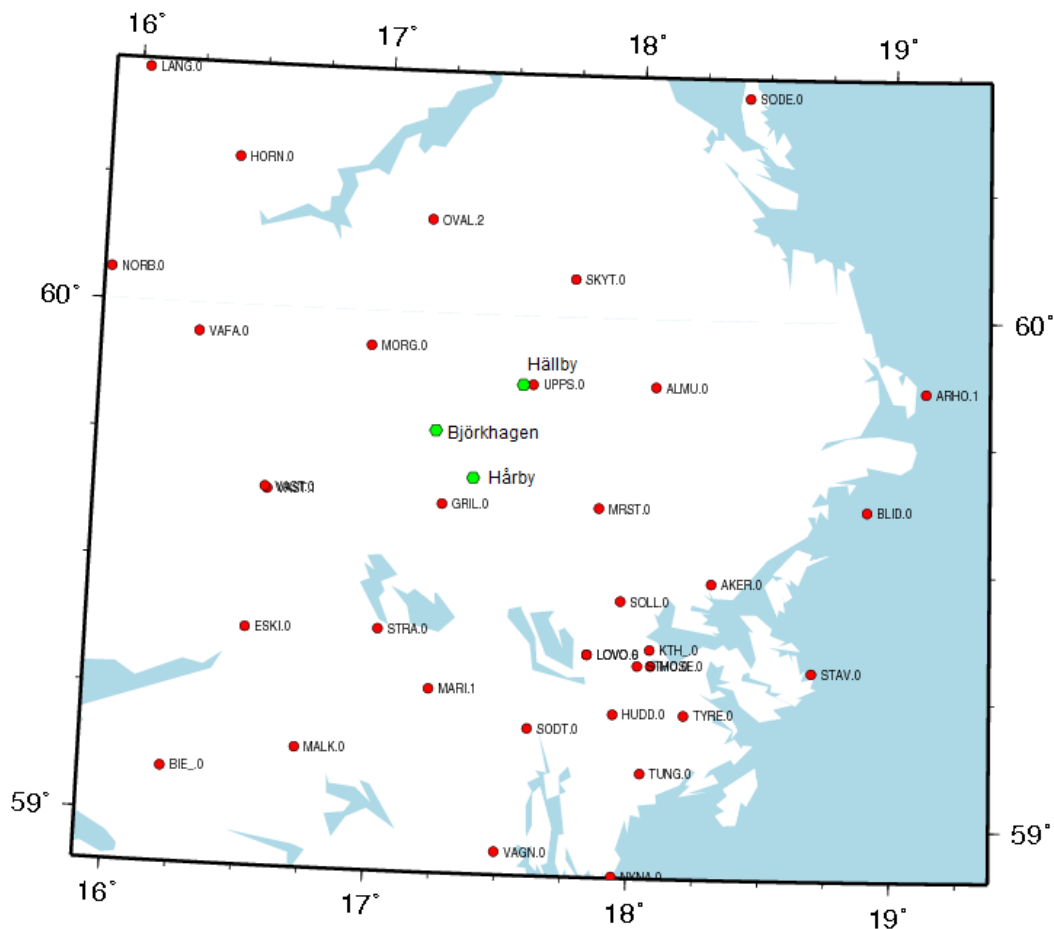 16°
17°
18°
19°
LANG.0
SODE.0
HORN.0
OVAL.2
NORB.0
SKYT.0
60°
60°
VAFA.0
MORG.0
Hällby
UPPS.0
ALMU.0
ARHO.1
Björkhagen
Hårby
GRIL.0
MRST.0
BLID.0
AKER.0
SOLL.0
ESKI.0
STRA.0
KTH_.0
STAV.0
MARI.1
HUDD.0
TYRE.0
SODT.0
MALK.0
BIE_.0
TUNG.0
59°
59°
VAGN.0
NYNA.0
16°
17°
18°
19°